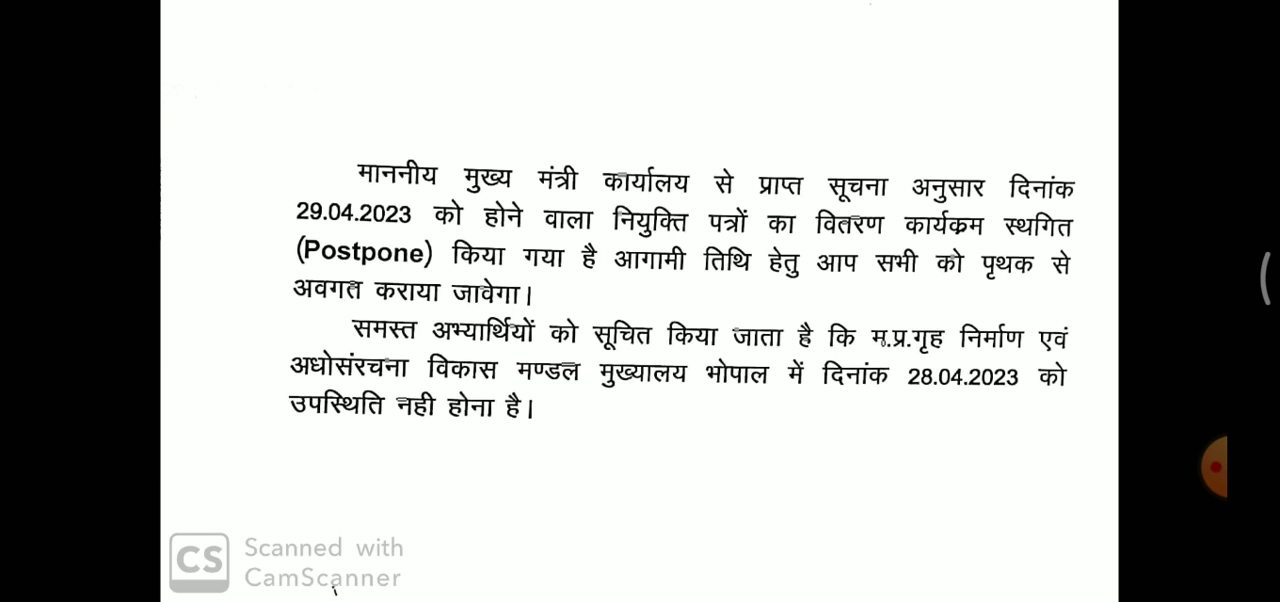 माननीय मुख्य मंत्री कार्यालय से प्राप्त सूचना अनुसार दिनांक
29.04.2023 को होने वाला नियुक्ति पत्रों का वितरण कार्यक्रम स्थगित
(Postpone) किया गया है आगामी तिथि हेतु आप सभी को पृथक से
अवगत कराया जावेगा।
समस्त अभ्यार्थियों को सूचित किया जाता है कि म.प्र.गृह निर्माण एवं
अधोसंरचना विकास मण्डल मुख्यालय भोपाल में दिनांक 28.04.2023 को
उपस्थिति नही होना है।
CS Scanned with
CamScanner